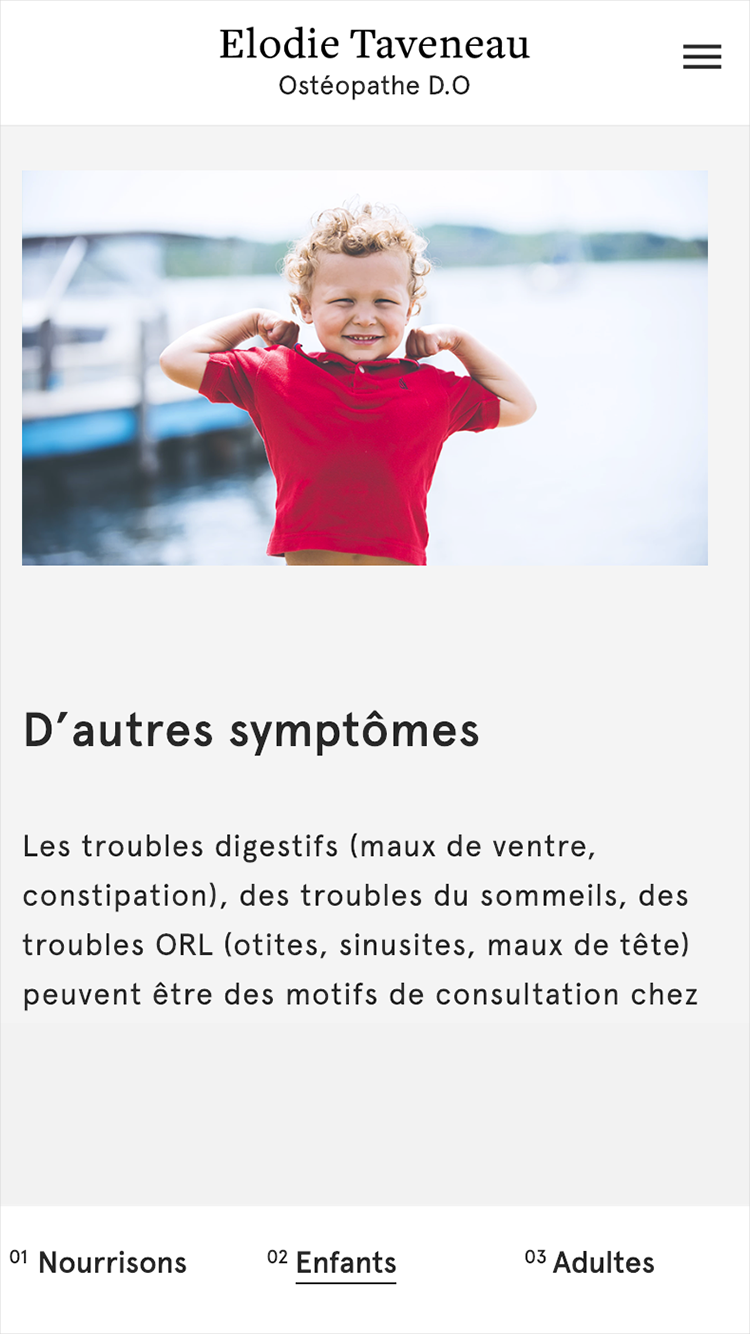 Elodie Taveneau
Ostéopathe D.O
D’autres symptômes
Les troubles digestifs (maux de ventre,
constipation), des troubles du sommeils, des
troubles ORL (otites, sinusites, maux de tête)
peuvent être des motifs de consultation chez
01 Nourrisons
02 Enfants
03 Adultes